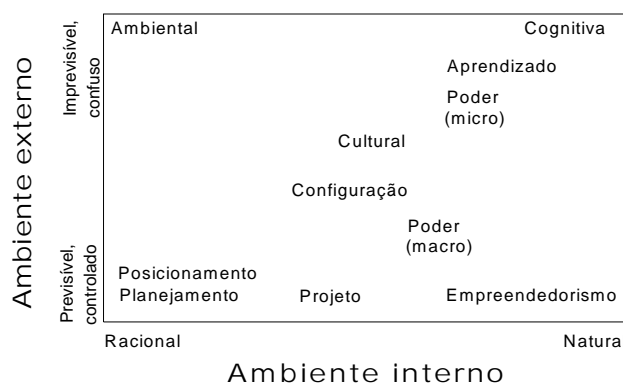 Ambiental
Cognitiva
Aprendizado
Poder
(micro)
Cultural
Configuração
Poder
(macro)
Posicionamento
Planejamento
Projeto
Empreendedorismo
Ambiente externo
Imprevisível,
confuso
Previsível,
controlado
Racional
Natura
Ambiente interno